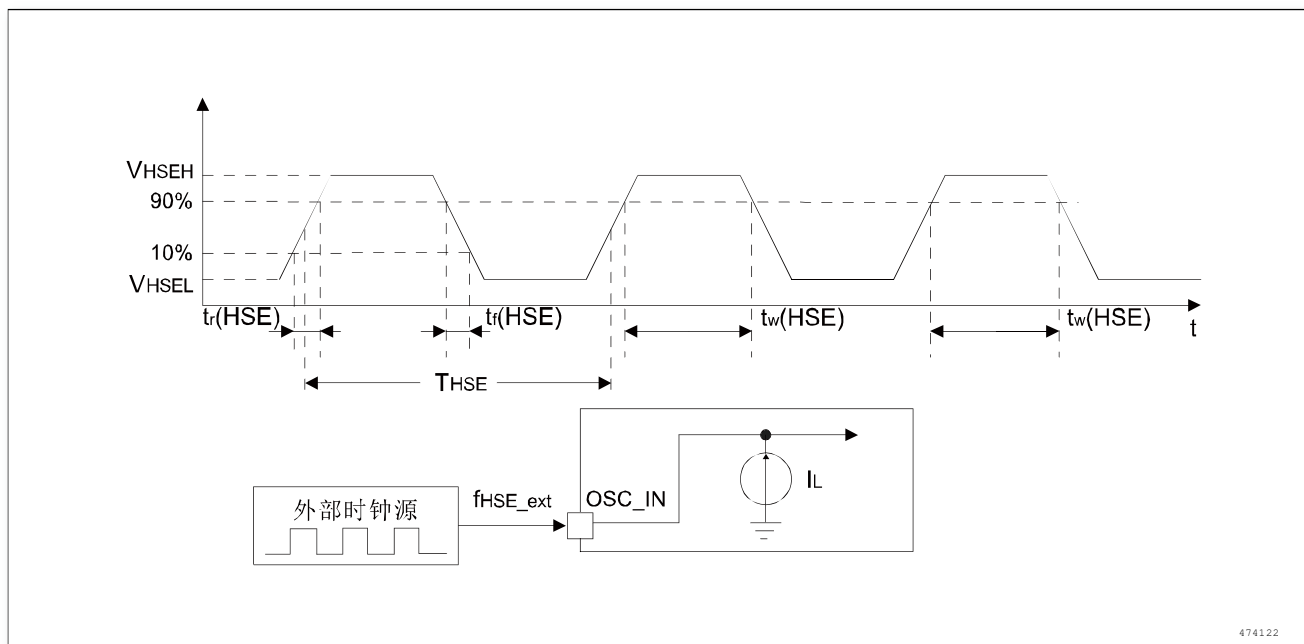 VHSEH
90%
10%
VHSEL
tr(HSE) tf(HSE) tw(HSE) tw(HSE) t
THSE
外部时钟源 fHSE_ext OSC_IN IL
474122